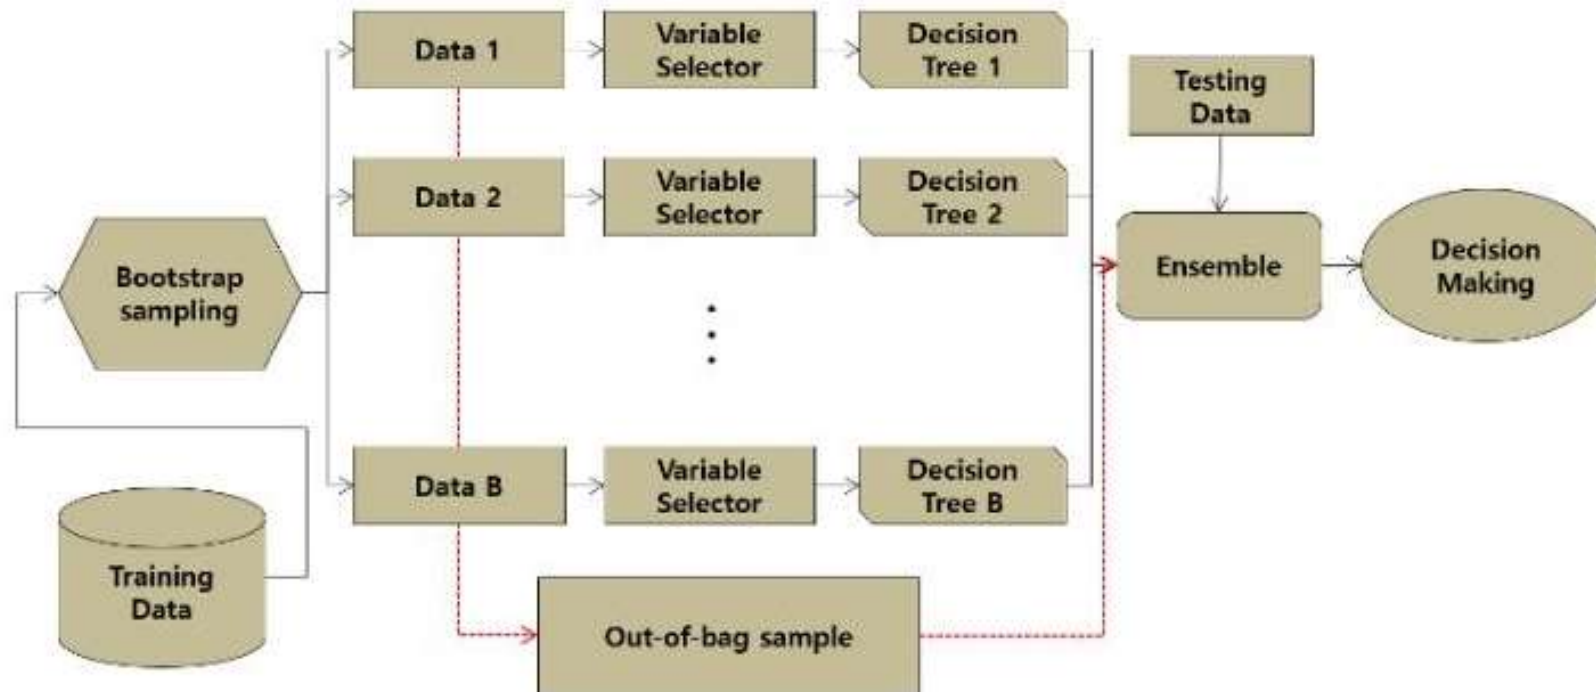 Data 1
Variable
Selector
Decision
Tree 1
Testing
Data
Data 2
Variable
Selector
Decision
Tree 2
Bootstrap
sampling
Ensemble
Decision
Making
Data B
Variable
Selector
Decision
Tree B
Training
Data
Out-of-bag sample